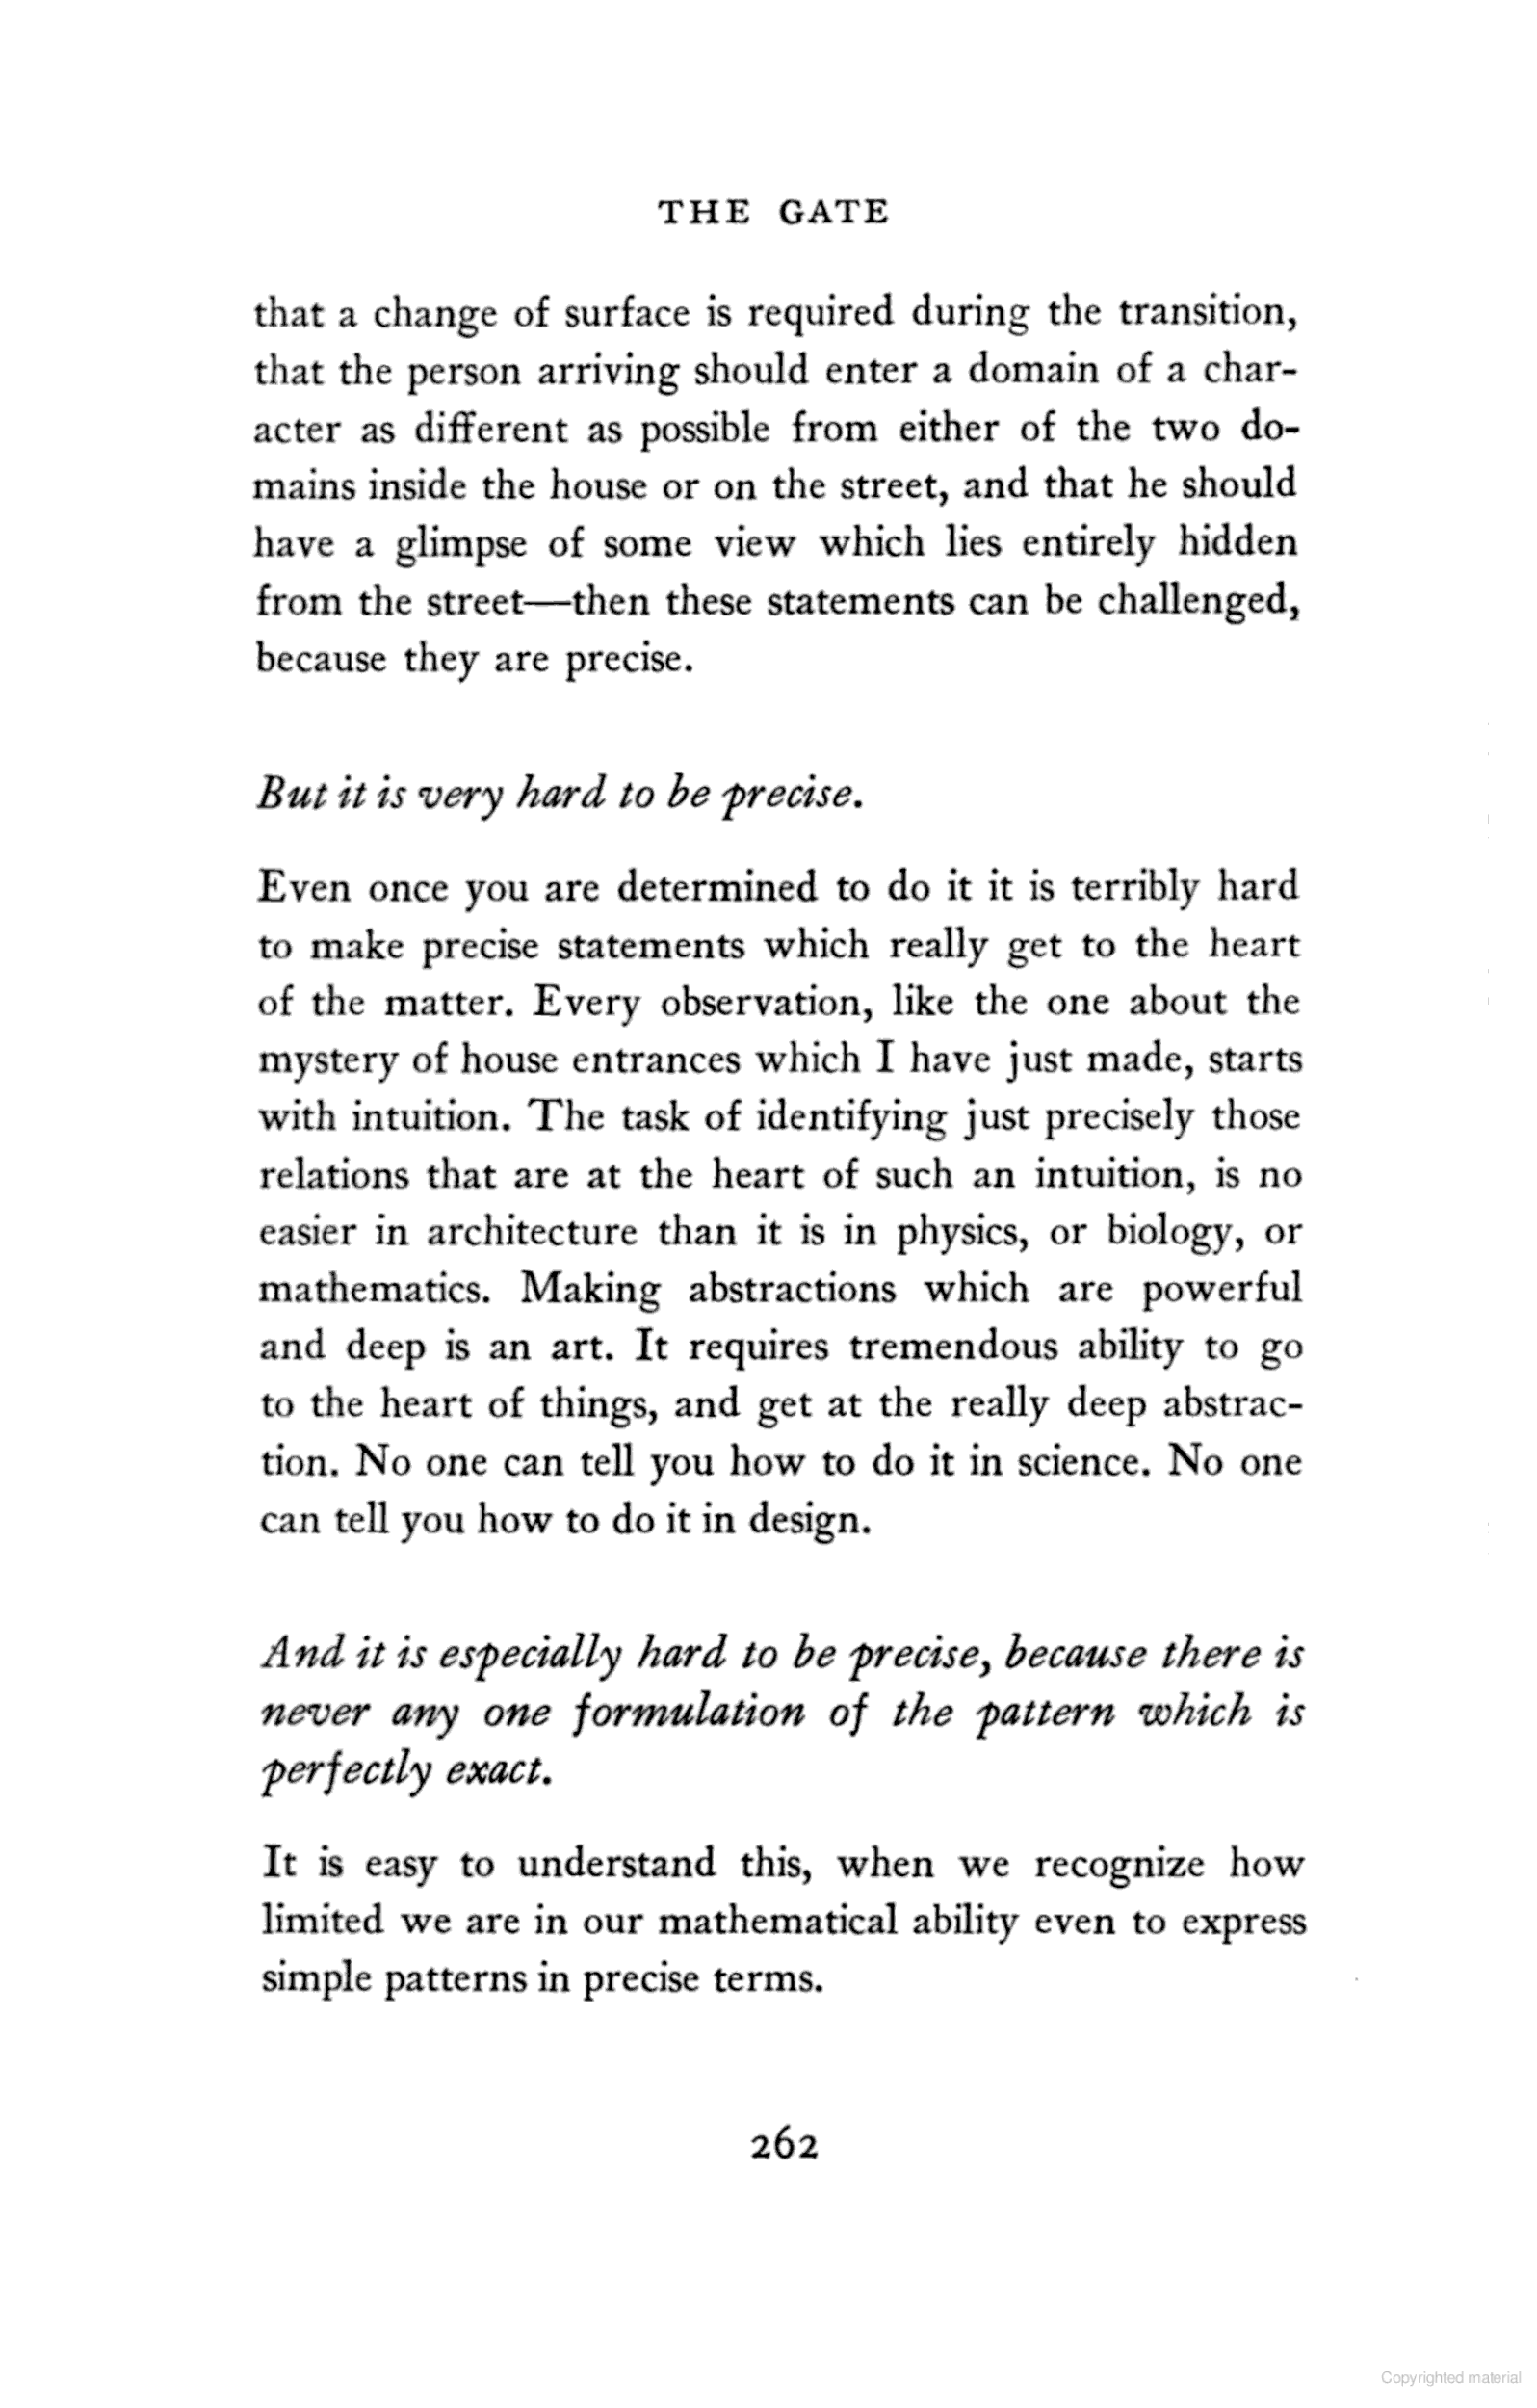 THE GATE
that a change of surface is required during the transition,
that the person arriving should enter a domain of a char-
acter as different as possible from either of the two do-
mains inside the house or on the street, and that he should
have a glimpse of some view which lies entirely hidden
from the street—then these statements can be challenged,
because they are precise.
But it is very hard to be precise.
Even once you are determined to do it it is terribly hard
to make precise statements which really get to the heart
of the matter. Every observation, like the one about the
mystery of house entrances which I have just made, starts
with intuition. The task of identifying just precisely those
relations that are at the heart of such an intuition, is no
easier in architecture than it is in physics, or biology, or
mathematics. Making abstractions which are powerful
and deep is an art. It requires tremendous ability to go
to the heart of things, and get at the really deep abstrac-
tion. No one can tell you how to do it in science. No one
can tell you how to do it in design.
And it is especially hard to be precise, because there is
never any one formulation of the pattern which is
perfectly exact.
It is easy to understand this, when we recognize how
limited we are in our mathematical ability even to express
simple patterns in precise terms.
262
Copyrighted material